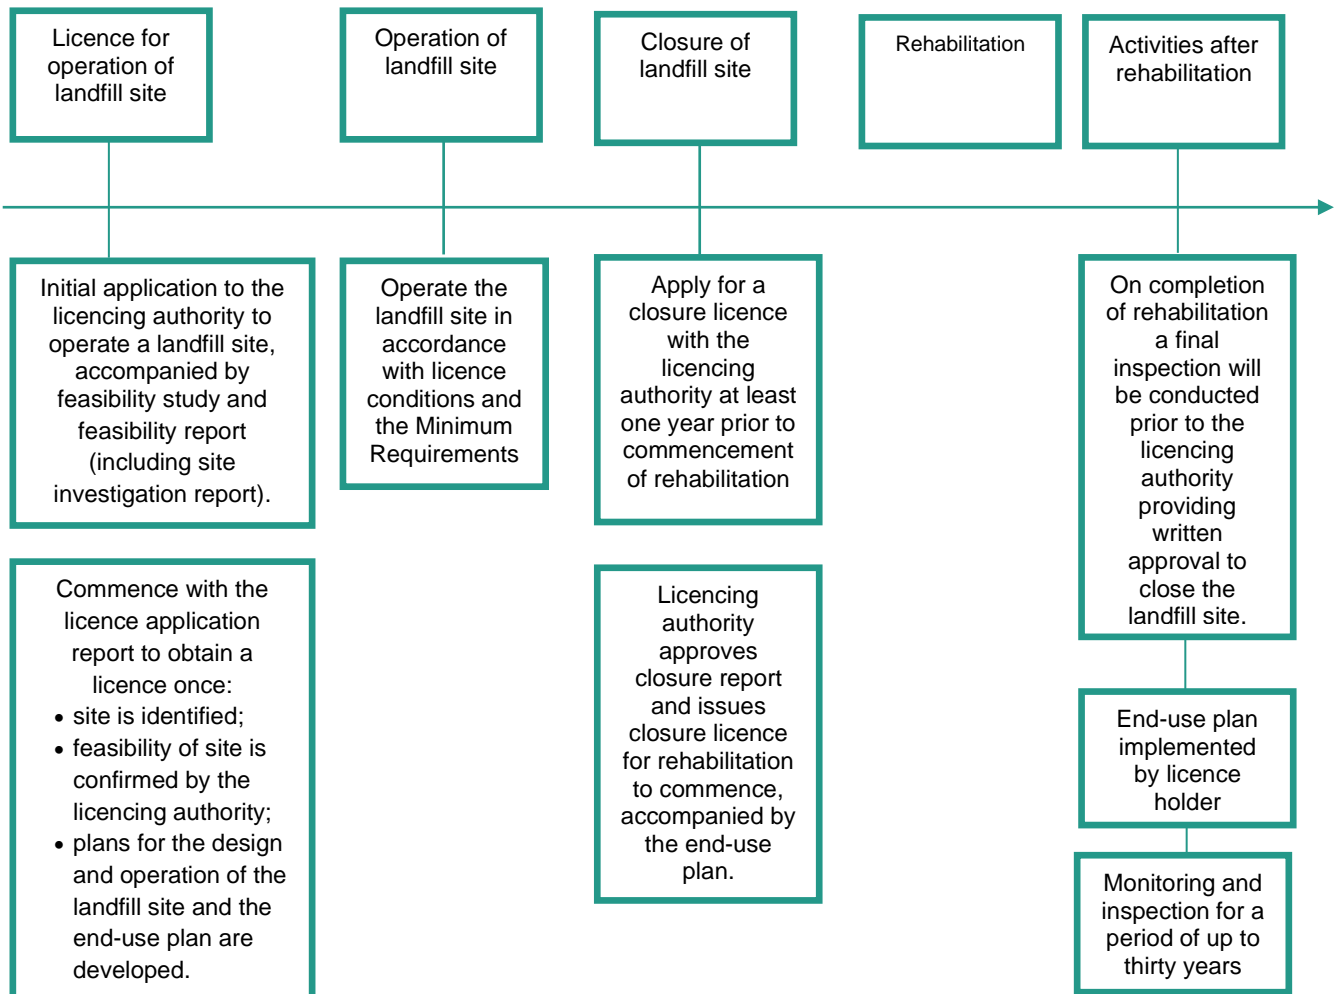 Licence for
operation of
landfill site
Operation of
landfill site
Closure of
landfill site
Rehabilitation
Activities after
rehabilitation
Initial application to the
licencing authority to
operate a landfill site,
accompanied by
feasibility study and
feasibility report
(including site
investigation report).
Commence with the
licence application
report to obtain a
licence once:
• site is identified;
• feasibility of site is
confirmed by the
licencing authority;
• plans for the design
and operation of the
landfill site and the
end-use plan are
developed.
Operate the
landfill site in
accordance
with licence
conditions and
the Minimum
Requirements
Apply for a
closure licence
with the
licencing
authority at least
one year prior to
commencement
of rehabilitation
Licencing
authority
approves
closure report
and issues
closure licence
for rehabilitation
to commence,
accompanied by
the end-use
plan.
On completion
of rehabilitation
a final
inspection will
be conducted
prior to the
licencing
authority
providing
written
approval to
close the
landfill site.
End-use plan
implemented
by licence
holder
Monitoring and
inspection for a
period of up to
thirty years